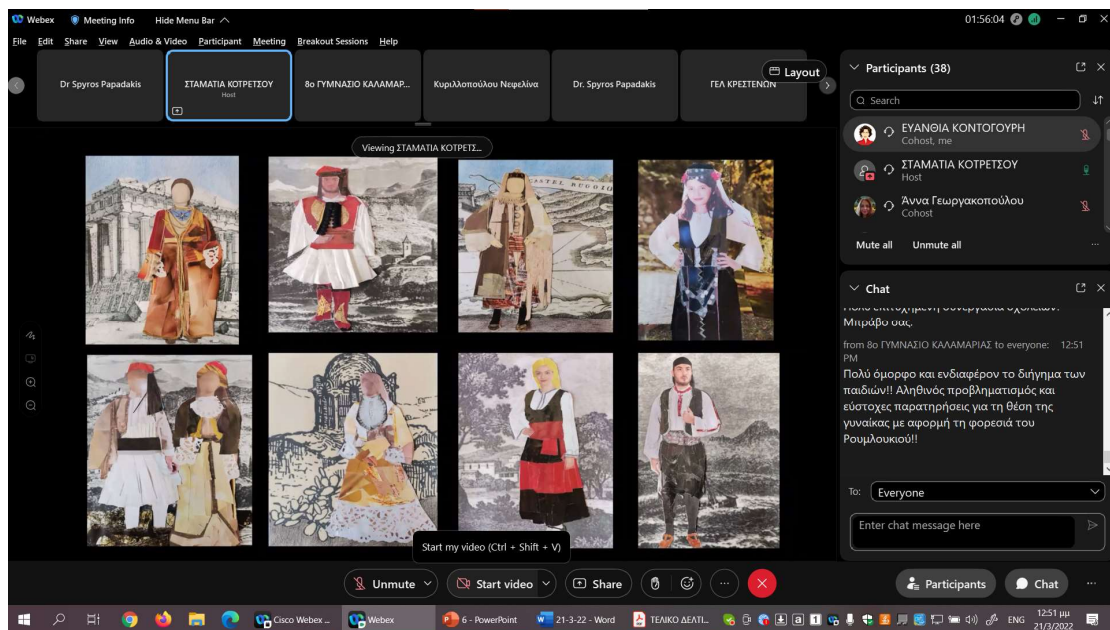 Webex Meeting Info Hide Menu Bar
01:56:04
File Edit Share View Audio & Video Participant Meeting Breakout Sessions Help
Dr Spyros Papadakis
ΣΤΑΜΑΤΙΑ ΚΟΤΡΕΤΣΟΥ
Host
8ο ΓΥΜΝΑΣΙΟ ΚΑΛΑΜΑΡ...
Κυριλλοπούλου Νεφελίνα
Dr. Spyros Papadakis
ΓΕΛ ΚΡΕΣΤΕΝΩΝ
Layout
Viewing ΣΤΑΜΑΤΙΑ ΚΟΤΡΕΤΣ...
Start my video (Ctrl + Shift + V)
Participants (38)
Search
ΕΥΑΝΘΙΑ ΚΟΝΤΟΓΟΥΡΗ
Cohost, me
ΣΤΑΜΑΤΙΑ ΚΟΤΡΕΤΣΟΥ
Host
Άννα Γεωργακοπούλου
Cohost
Mute all Unmute all
Chat
Μπράβο σας.
from 8ο ΓΥΜΝΑΣΙΟ ΚΑΛΑΜΑΡΙΑΣ to everyone: 12:51
PM
Πολύ όμορφο και ενδιαφέρον το διήγημα των
παιδιών!! Αληθινός προβληματισμός και
εύστοχες παρατηρήσεις για τη θέση της
γυναίκας με αφορμή τη φορεσιά του
Ρουμλουκιού!!
To: Everyone
Enter chat message here
Unmute Start video Share
Participants Chat
Cisco Webex ... Webex 6 - PowerPoint 21-3-22 - Word ΤΕΛΙΚΟ ΔΕΛΤΙ... ENG
12:51 μμ
21/3/2022